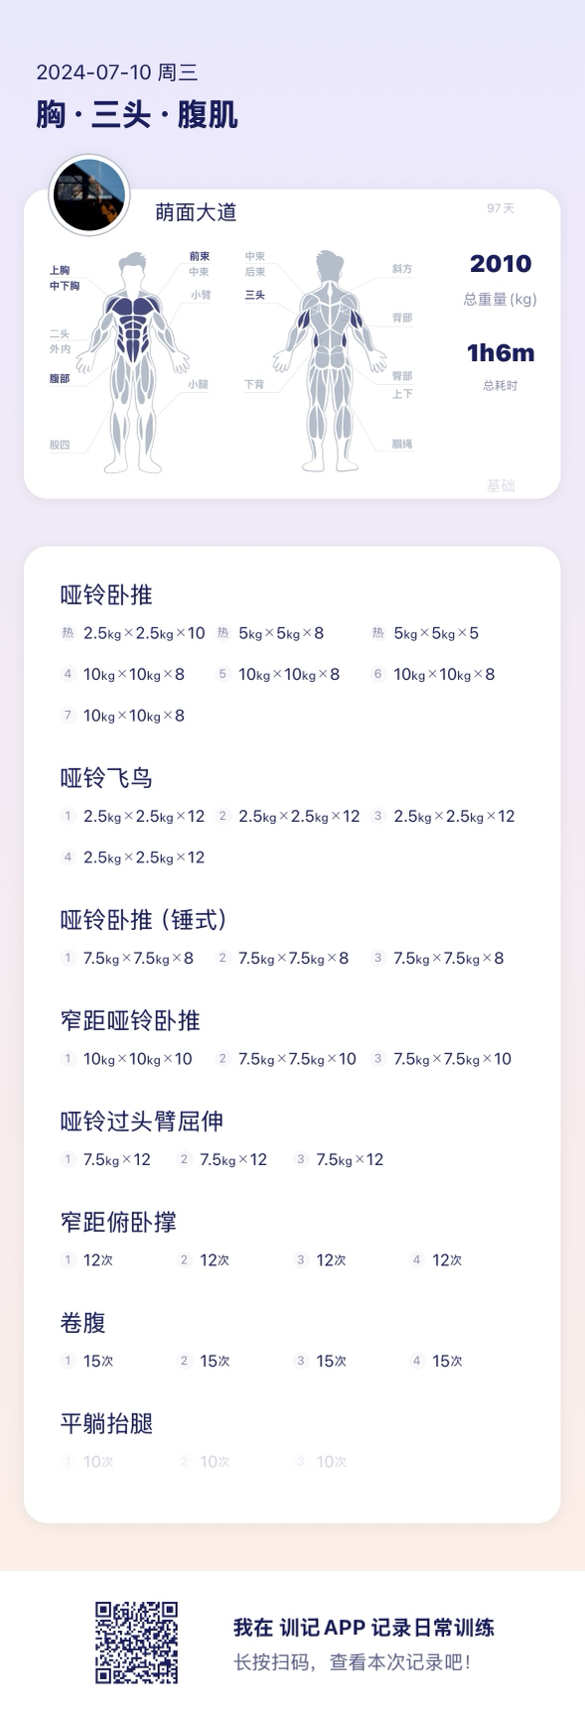 2024-07-10 周三
胸 · 三头 · 腹肌
萌面大道
97天
上胸
中下胸
二头
外内
腹部
股四
前束
中束
小臂
小腿
中束
后束
三头
下背
斜方
背部
臀部
上下
腘绳
2010
总重量(kg)
1h6m
总耗时
基础
哑铃卧推
热 2.5kg×2.5kg×10 热 5kg×5kg×8 热 5kg×5kg×5
4 10kg×10kg×8 5 10kg×10kg×8 6 10kg×10kg×8
7 10kg×10kg×8
哑铃飞鸟
1 2.5kg×2.5kg×12 2 2.5kg×2.5kg×12 3 2.5kg×2.5kg×12
4 2.5kg×2.5kg×12
哑铃卧推（锤式）
1 7.5kg×7.5kg×8 2 7.5kg×7.5kg×8 3 7.5kg×7.5kg×8
窄距哑铃卧推
1 10kg×10kg×10 2 7.5kg×7.5kg×10 3 7.5kg×7.5kg×10
哑铃过头臂屈伸
1 7.5kg×12 2 7.5kg×12 3 7.5kg×12
窄距俯卧撑
1 12次 2 12次 3 12次 4 12次
卷腹
1 15次 2 15次 3 15次 4 15次
平躺抬腿
1 10次 2 10次 3 10次
我在 训记 APP 记录日常训练
长按扫码，查看本次记录吧！